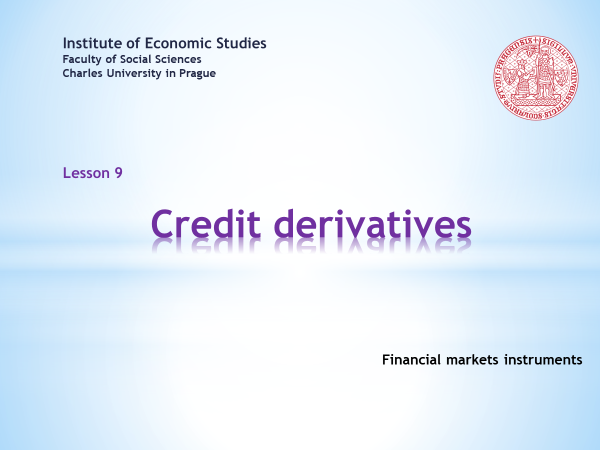 Institute of Economic Studies
Faculty of Social Sciences
Charles University in Prague
Lesson 9
Credit derivatives
Financial markets instruments